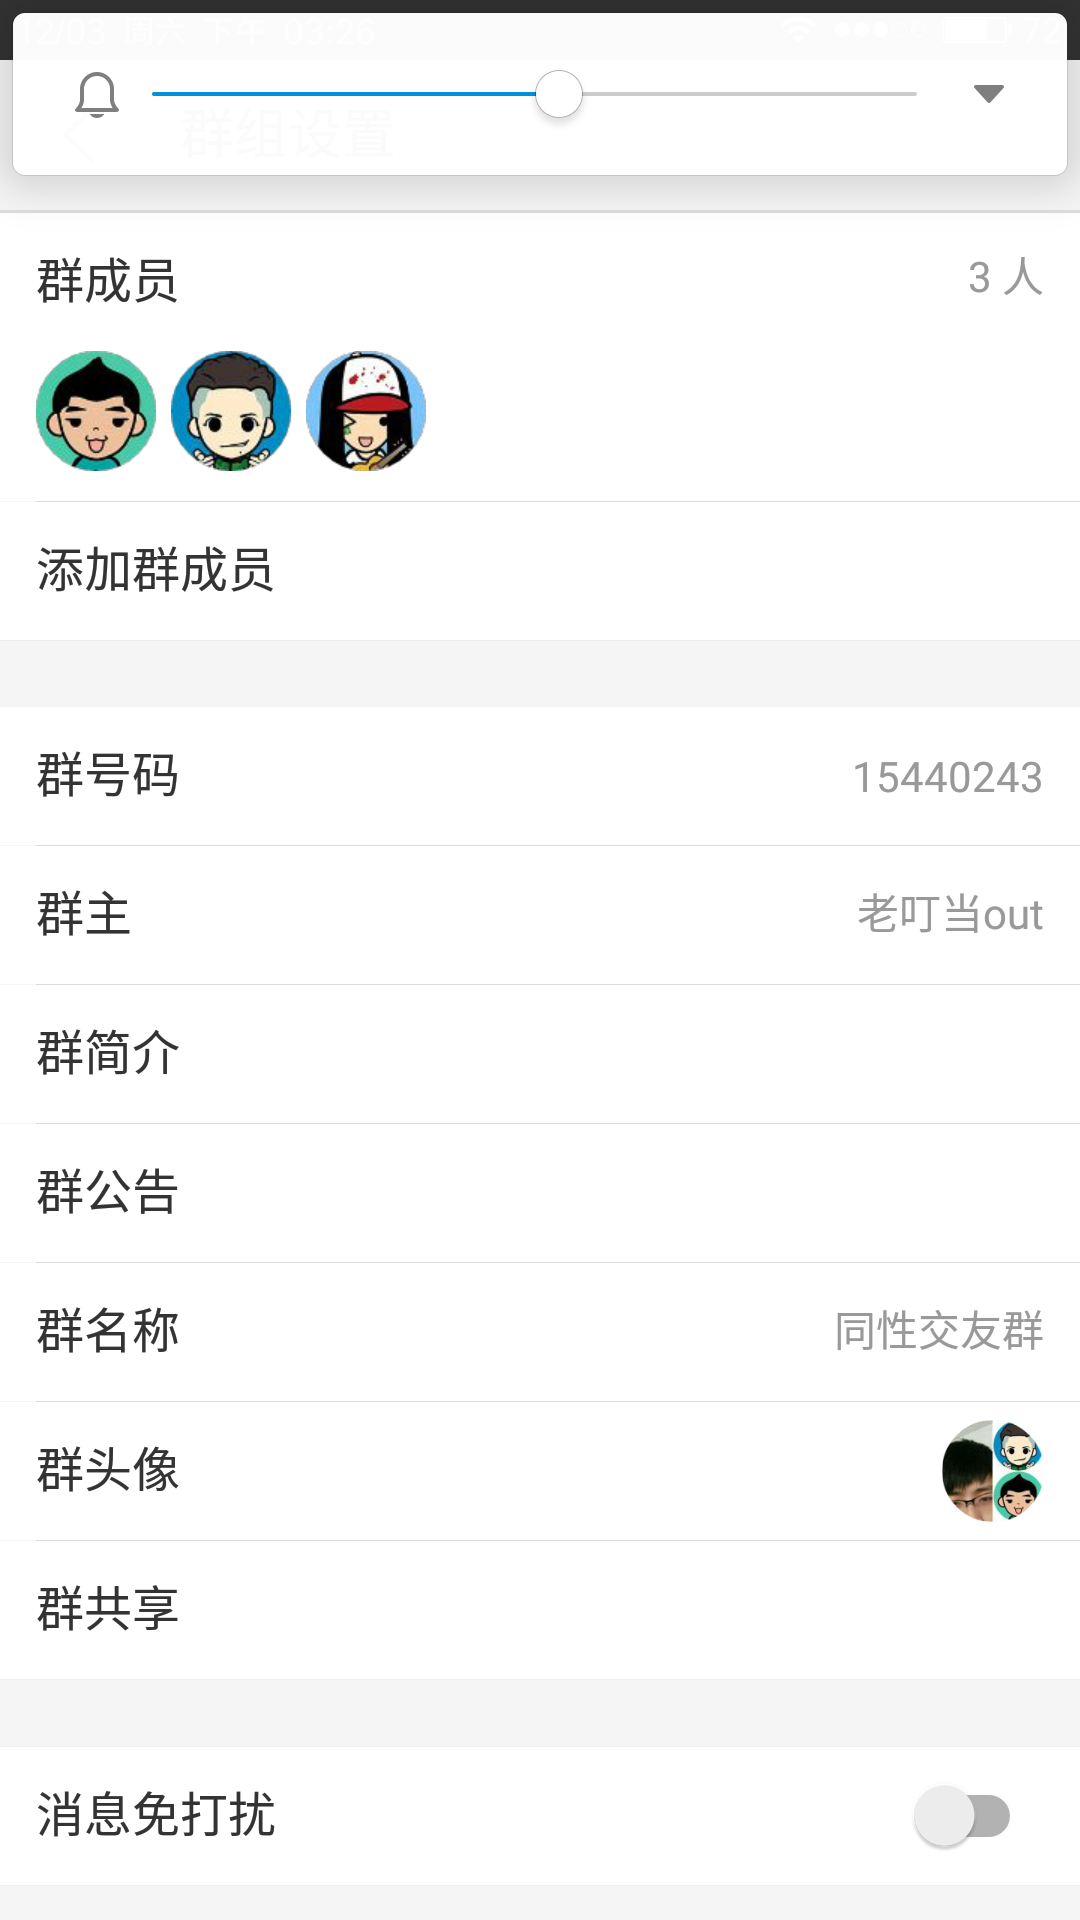 12/03 周六 下午 03:26 72
群组设置
群成员 3 人
添加群成员
群号码 15440243
群主 老叮当out
群简介
群公告
群名称 同性交友群
群头像
群共享
消息免打扰